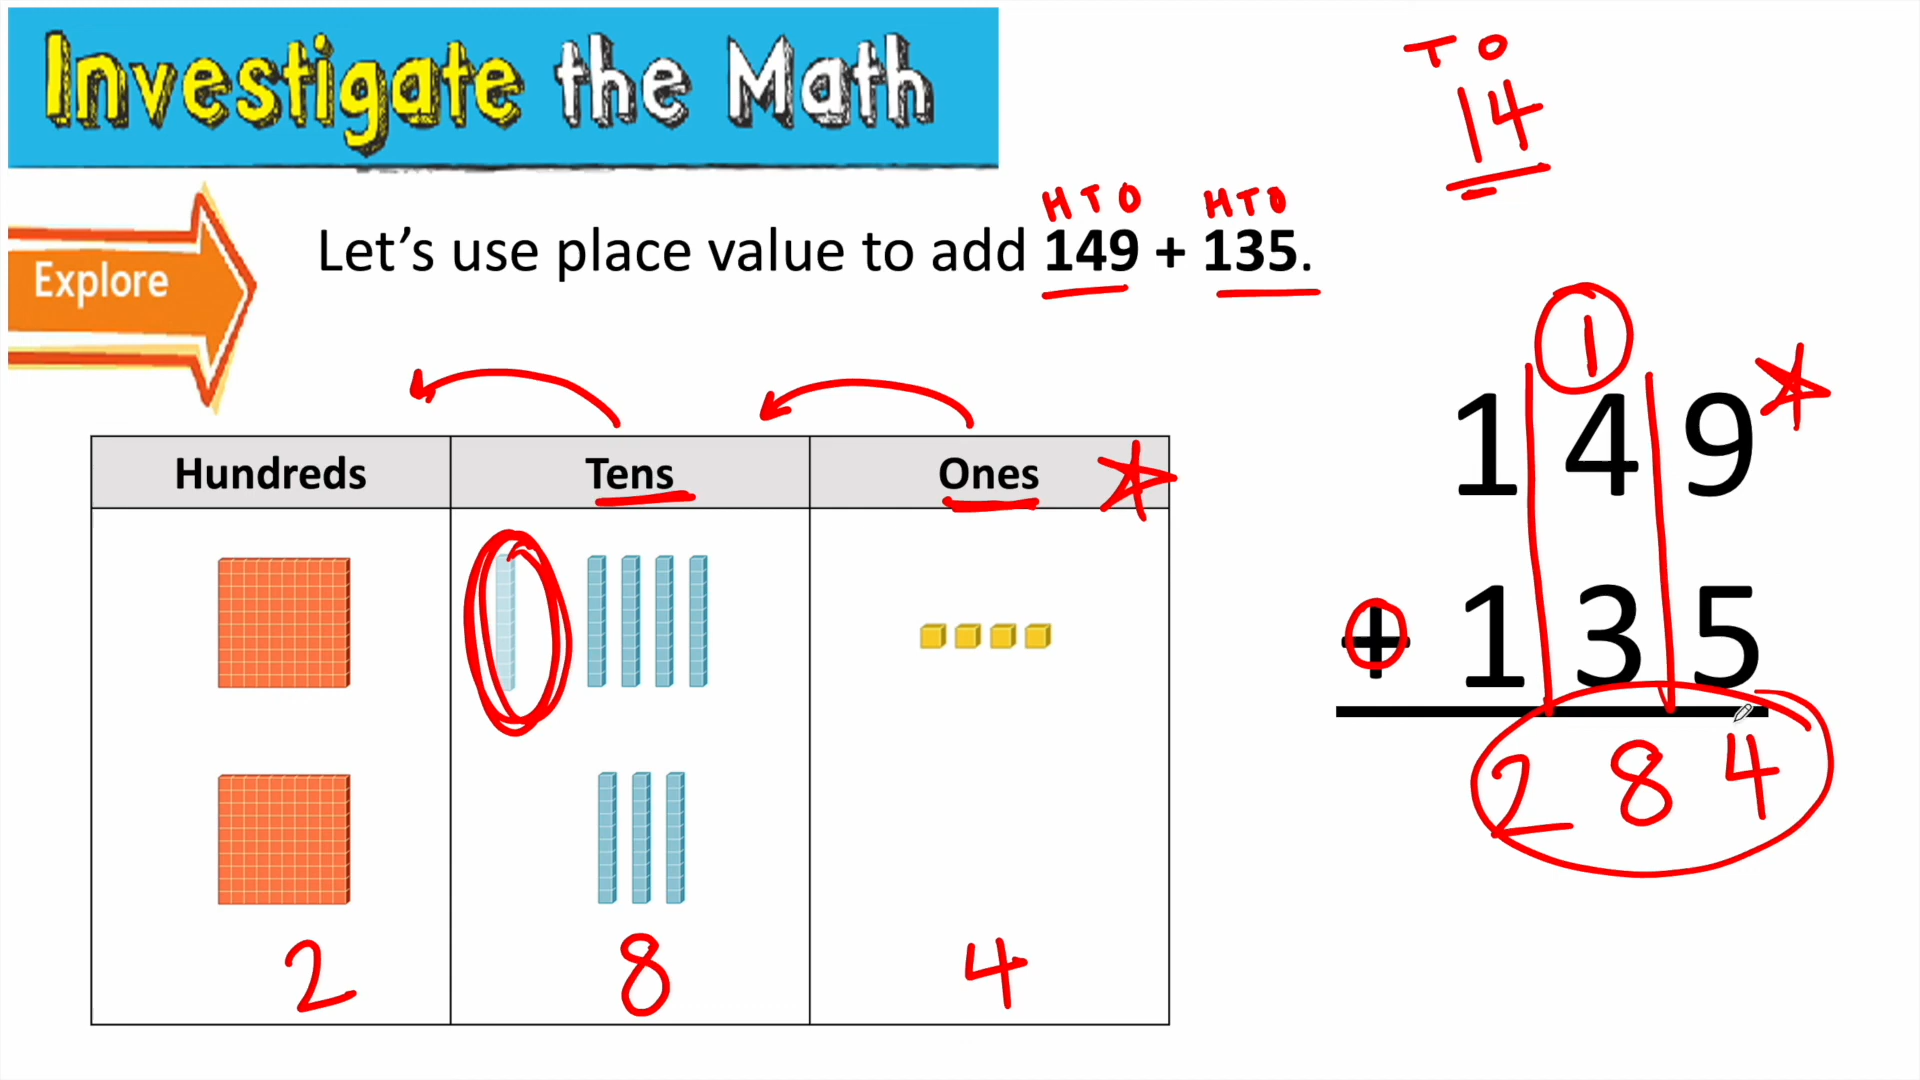 Investigate the Math
T O
14
H T O H T O
Explore
Let's use place value to add 149 + 135.
1
149
+ 135
284
Hundreds Tens Ones
2 8 4